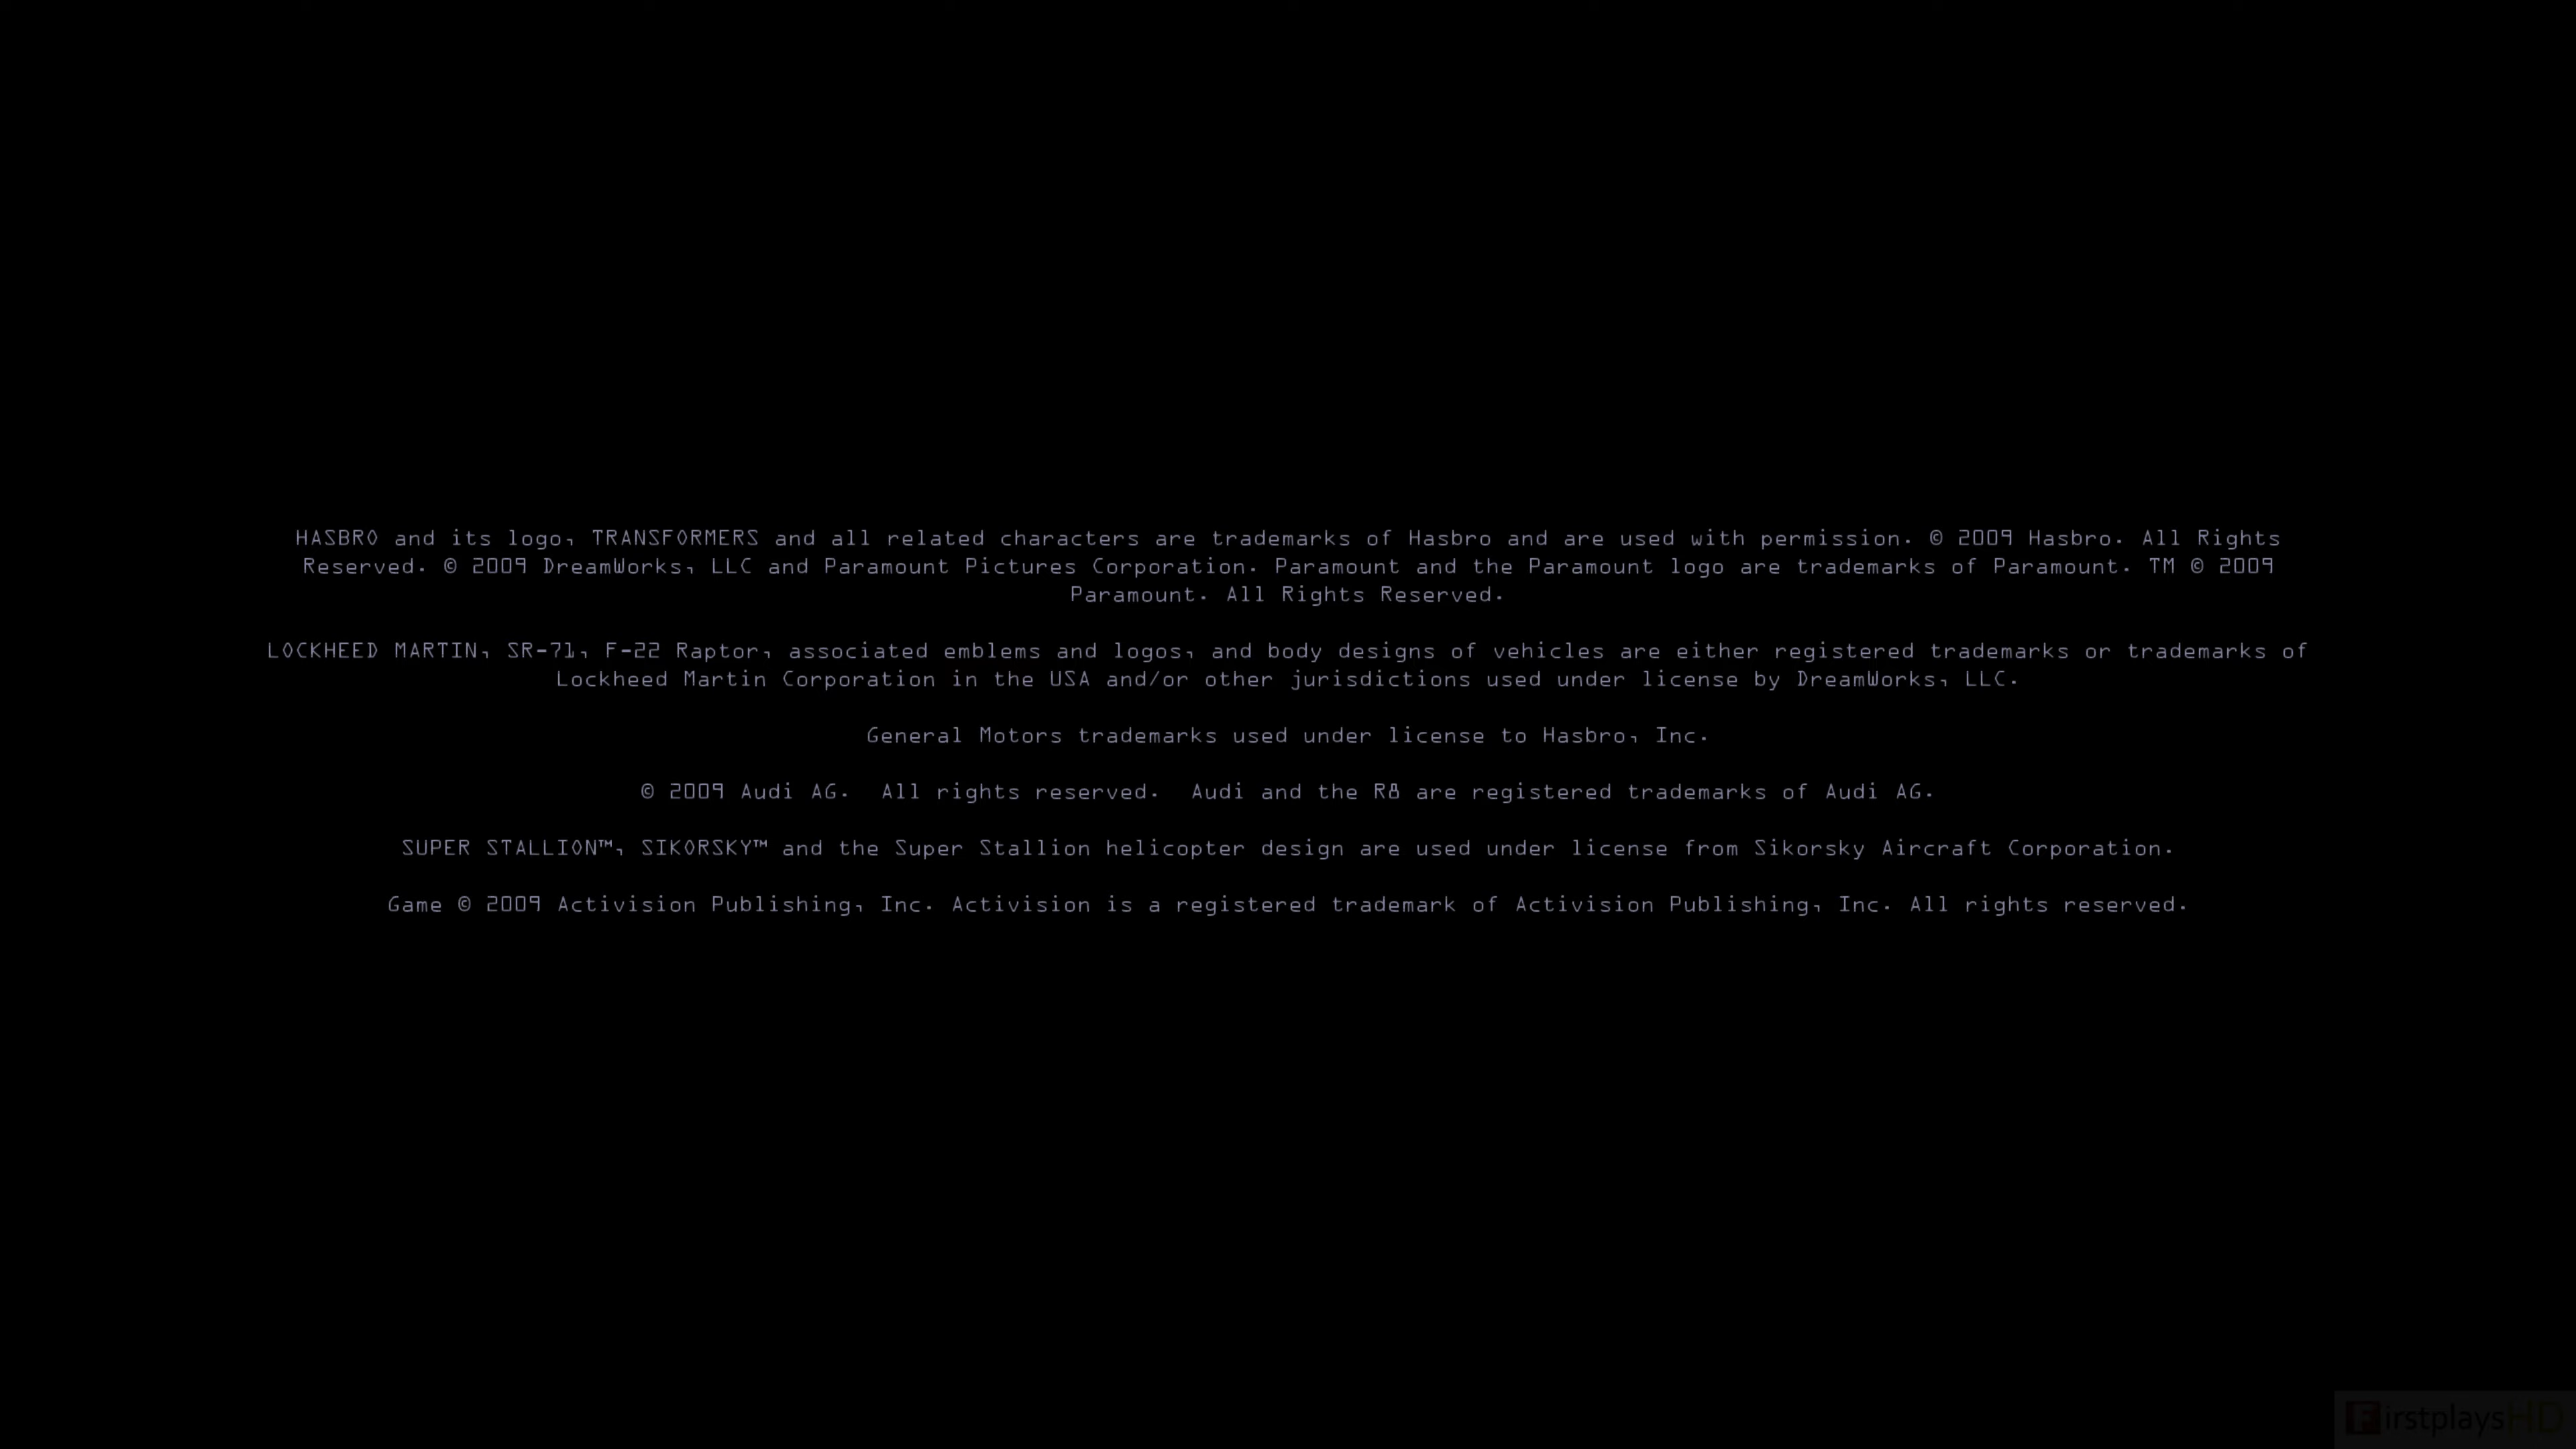 HASBRO and its logo, TRANSFORMERS and all related characters are trademarks of Hasbro and are used with permission. © 2009 Hasbro. All Rights
Reserved. © 2009 DreamWorks, LLC and Paramount Pictures Corporation. Paramount and the Paramount logo are trademarks of Paramount. TM © 2009
Paramount. All Rights Reserved.
LOCKHEED MARTIN, SR-71, F-22 Raptor, associated emblems and logos, and body designs of vehicles are either registered trademarks or trademarks of
Lockheed Martin Corporation in the USA and/or other jurisdictions used under license by DreamWorks, LLC.
General Motors trademarks used under license to Hasbro, Inc.
© 2009 Audi AG.  All rights reserved.  Audi and the R8 are registered trademarks of Audi AG.
SUPER STALLION™, SIKORSKY™ and the Super Stallion helicopter design are used under license from Sikorsky Aircraft Corporation.
Game © 2009 Activision Publishing, Inc. Activision is a registered trademark of Activision Publishing, Inc. All rights reserved.
FirstplaysHD